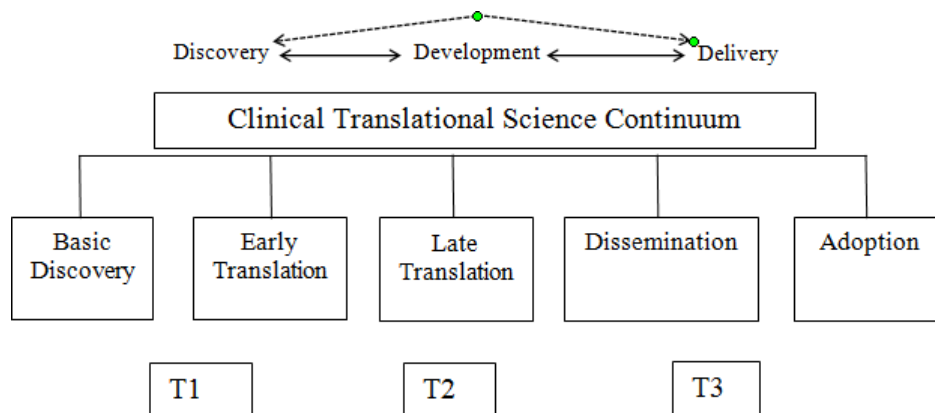 Discovery Development Delivery
Clinical Translational Science Continuum
Basic
Discovery
Early
Translation
Late
Translation
Dissemination
Adoption
T1
T2
T3